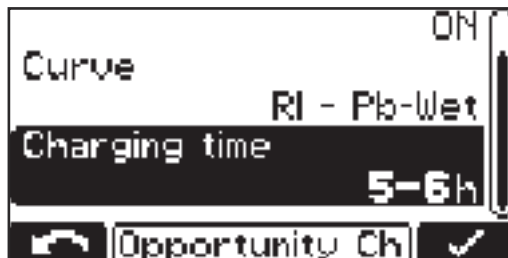 ON
Curve
RI - Pb-Wet
Charging time
5-6h
Opportunity Ch